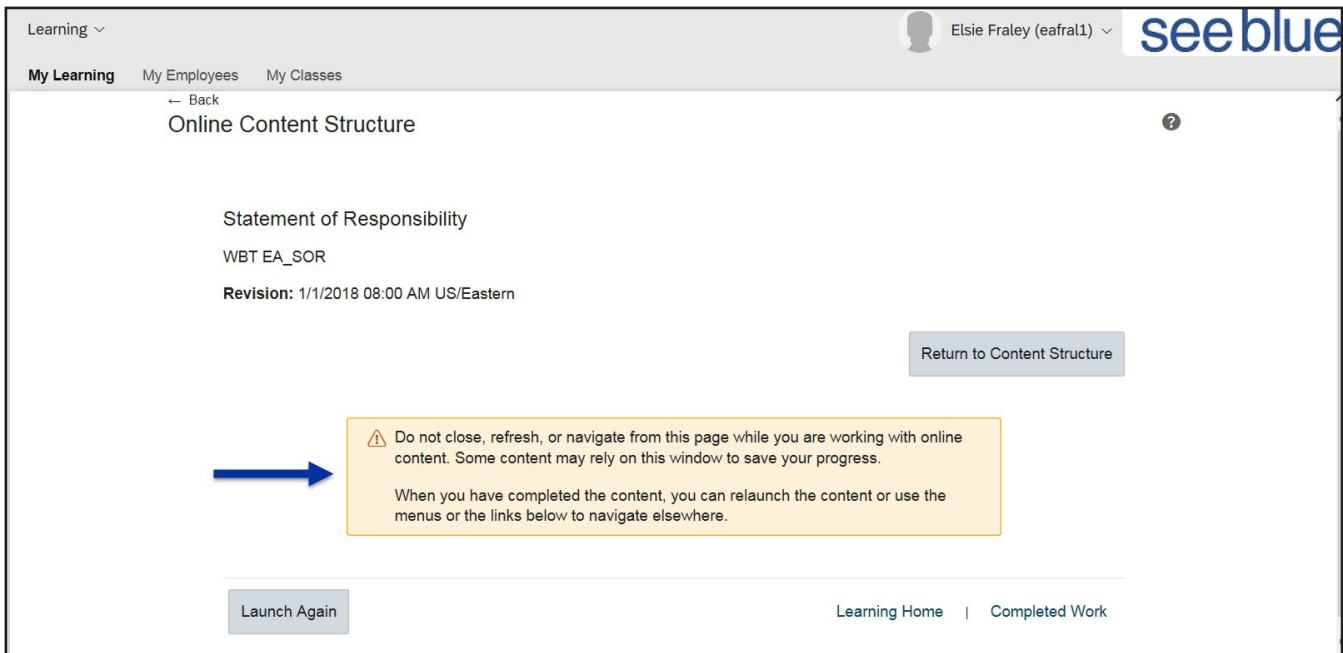 Learning
Elsie Fraley (eafral1)
see blue
My Learning My Employees My Classes
← Back
Online Content Structure
?
Statement of Responsibility
WBT EA_SOR
Revision: 1/1/2018 08:00 AM US/Eastern
Return to Content Structure
Do not close, refresh, or navigate from this page while you are working with online
content. Some content may rely on this window to save your progress.
When you have completed the content, you can relaunch the content or use the
menus or the links below to navigate elsewhere.
Launch Again
Learning Home | Completed Work